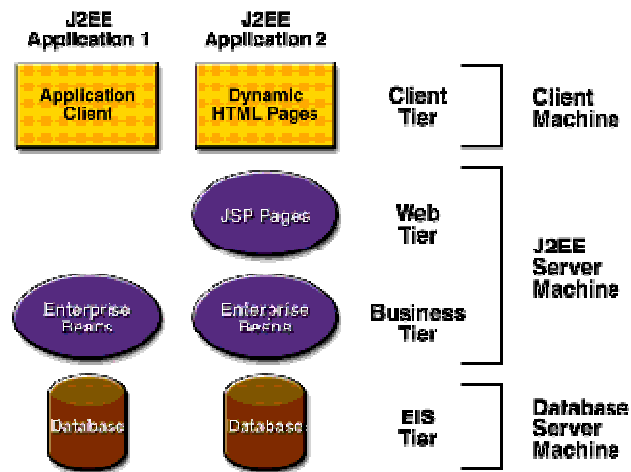 J2EE
Application 1
J2EE
Application 2
Application
Client
Dynamic
HTML Pages
Client
Tier
Client
Machine
JSP Pages
Web
Tier
J2EE
Server
Machine
Enterprise
Beans
Enterprise
Beans
Business
Tier
Database
Database
EIS
Tier
Database
Server
Machine